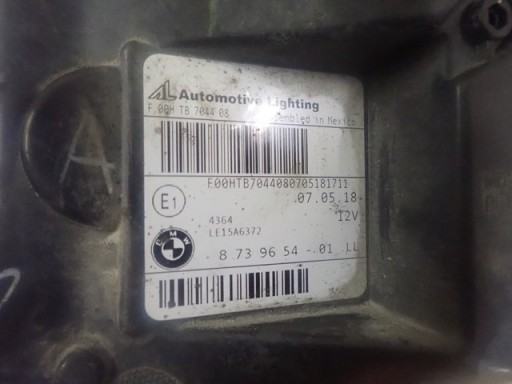 A
AL Automotive Lighting
F.00H TB 7044 08 Assembled in Mexico
F00HTB7044080705181711
07.05.18
E1
4364
12V
LE15A6372
BMW
8 73 96 54 -.01 LL